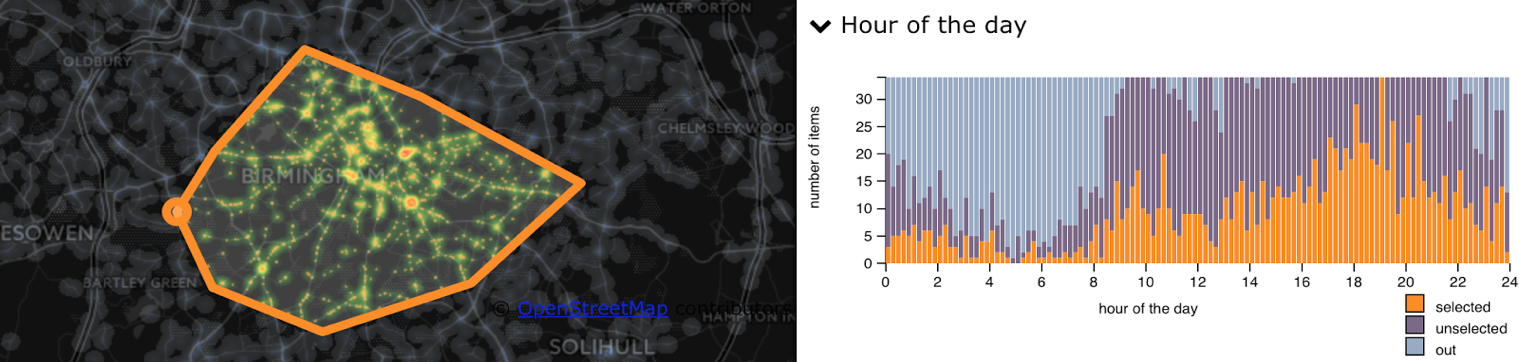 WATER ORTON
OLDBURY
CHELMSLEY WOOD
BIRMINGHAM
ESOWEN
BARTLEY GREEN
© OpenStreetMap contributors
HAMPTON IN
SOLIHULL
Hour of the day
number of items
30
25
20
15
10
5
0
0 2 4 6 8 10 12 14 16 18 20 22 24
hour of the day
selected
unselected
out